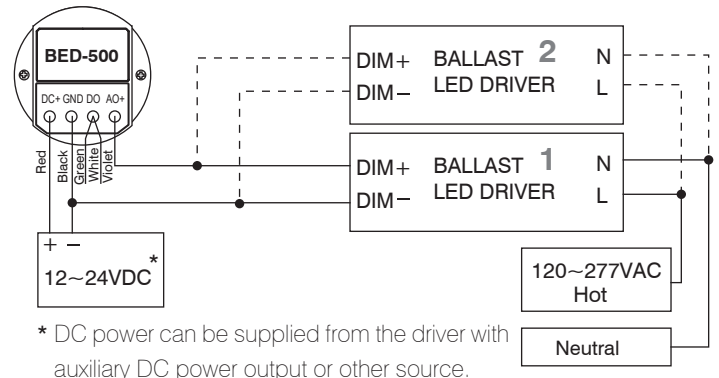 BED-500
DC+ GND DO AO+
Red
Black
Green
White
Violet
+ −
12~24VDC*
DIM+ BALLAST 2 N
DIM− LED DRIVER L
DIM+ BALLAST 1 N
DIM− LED DRIVER L
120~277VAC
Hot
Neutral
* DC power can be supplied from the driver with
auxiliary DC power output or other source.